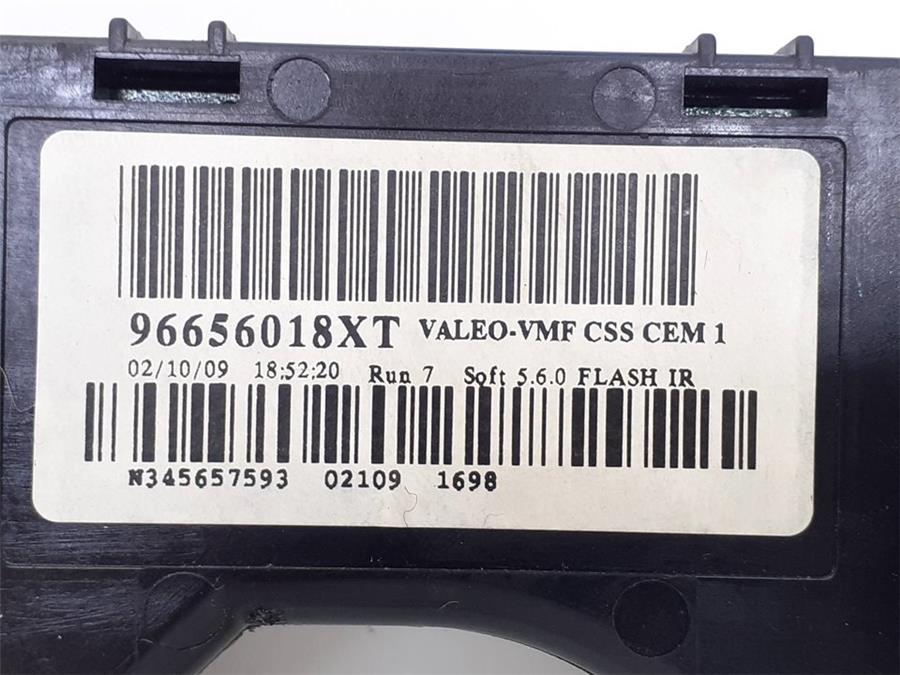 96656018XT VALEO-VMF CSS CEM 1
02/10/09 18:52:20 Run 7 Soft 5.6.0 FLASH IR
N345657593 02109 1698